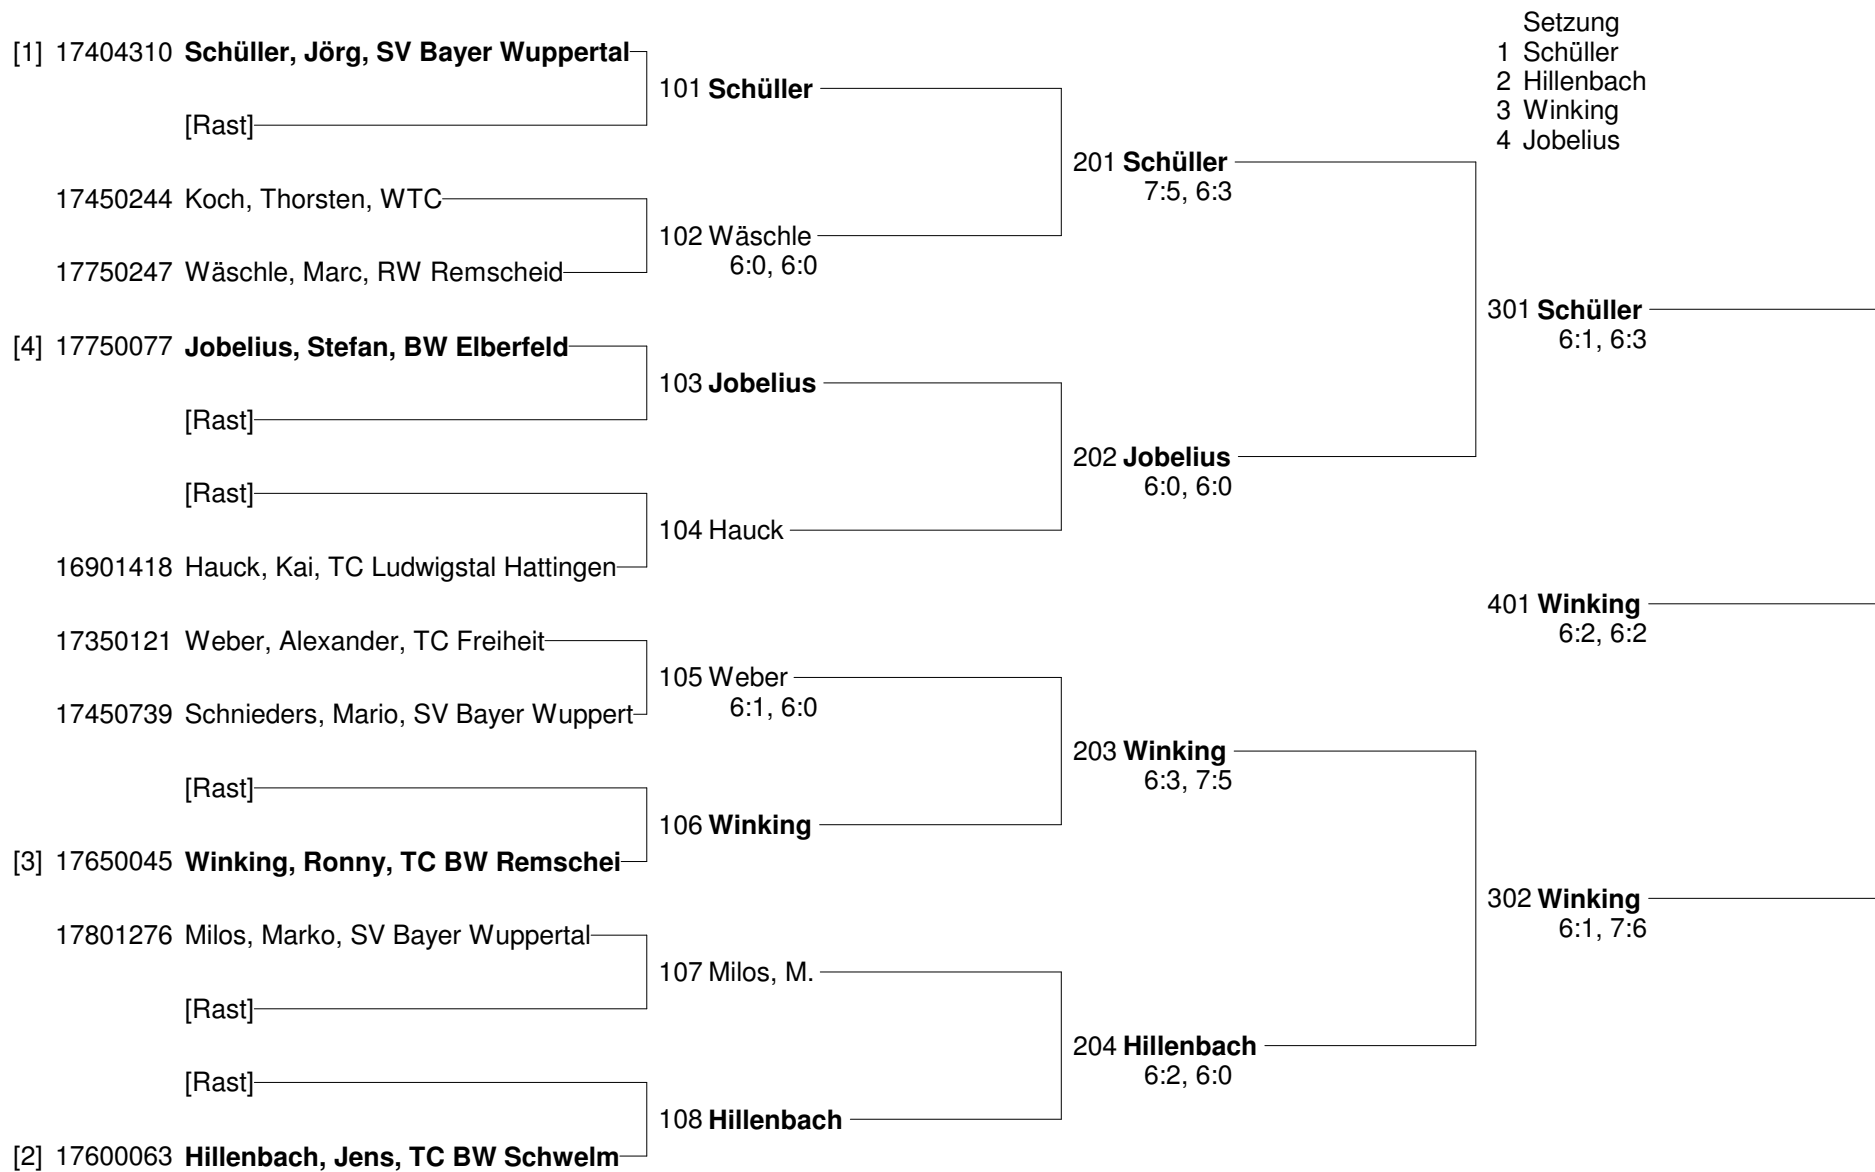 [1] 17404310 Schüller, Jörg, SV Bayer Wuppertal
[Rast]
17450244 Koch, Thorsten, WTC
17750247 Wäschle, Marc, RW Remscheid
[4] 17750077 Jobelius, Stefan, BW Elberfeld
[Rast]
[Rast]
16901418 Hauck, Kai, TC Ludwigstal Hattingen
17350121 Weber, Alexander, TC Freiheit
17450739 Schnieders, Mario, SV Bayer Wuppert
[Rast]
[3] 17650045 Winking, Ronny, TC BW Remschei
17801276 Milos, Marko, SV Bayer Wuppertal
[Rast]
[Rast]
[2] 17600063 Hillenbach, Jens, TC BW Schwelm
101 Schüller
102 Wäschle
6:0, 6:0
103 Jobelius
104 Hauck
105 Weber
6:1, 6:0
106 Winking
107 Milos, M.
108 Hillenbach
201 Schüller
7:5, 6:3
202 Jobelius
6:0, 6:0
203 Winking
6:3, 7:5
204 Hillenbach
6:2, 6:0
Setzung
1 Schüller
2 Hillenbach
3 Winking
4 Jobelius
301 Schüller
6:1, 6:3
401 Winking
6:2, 6:2
302 Winking
6:1, 7:6